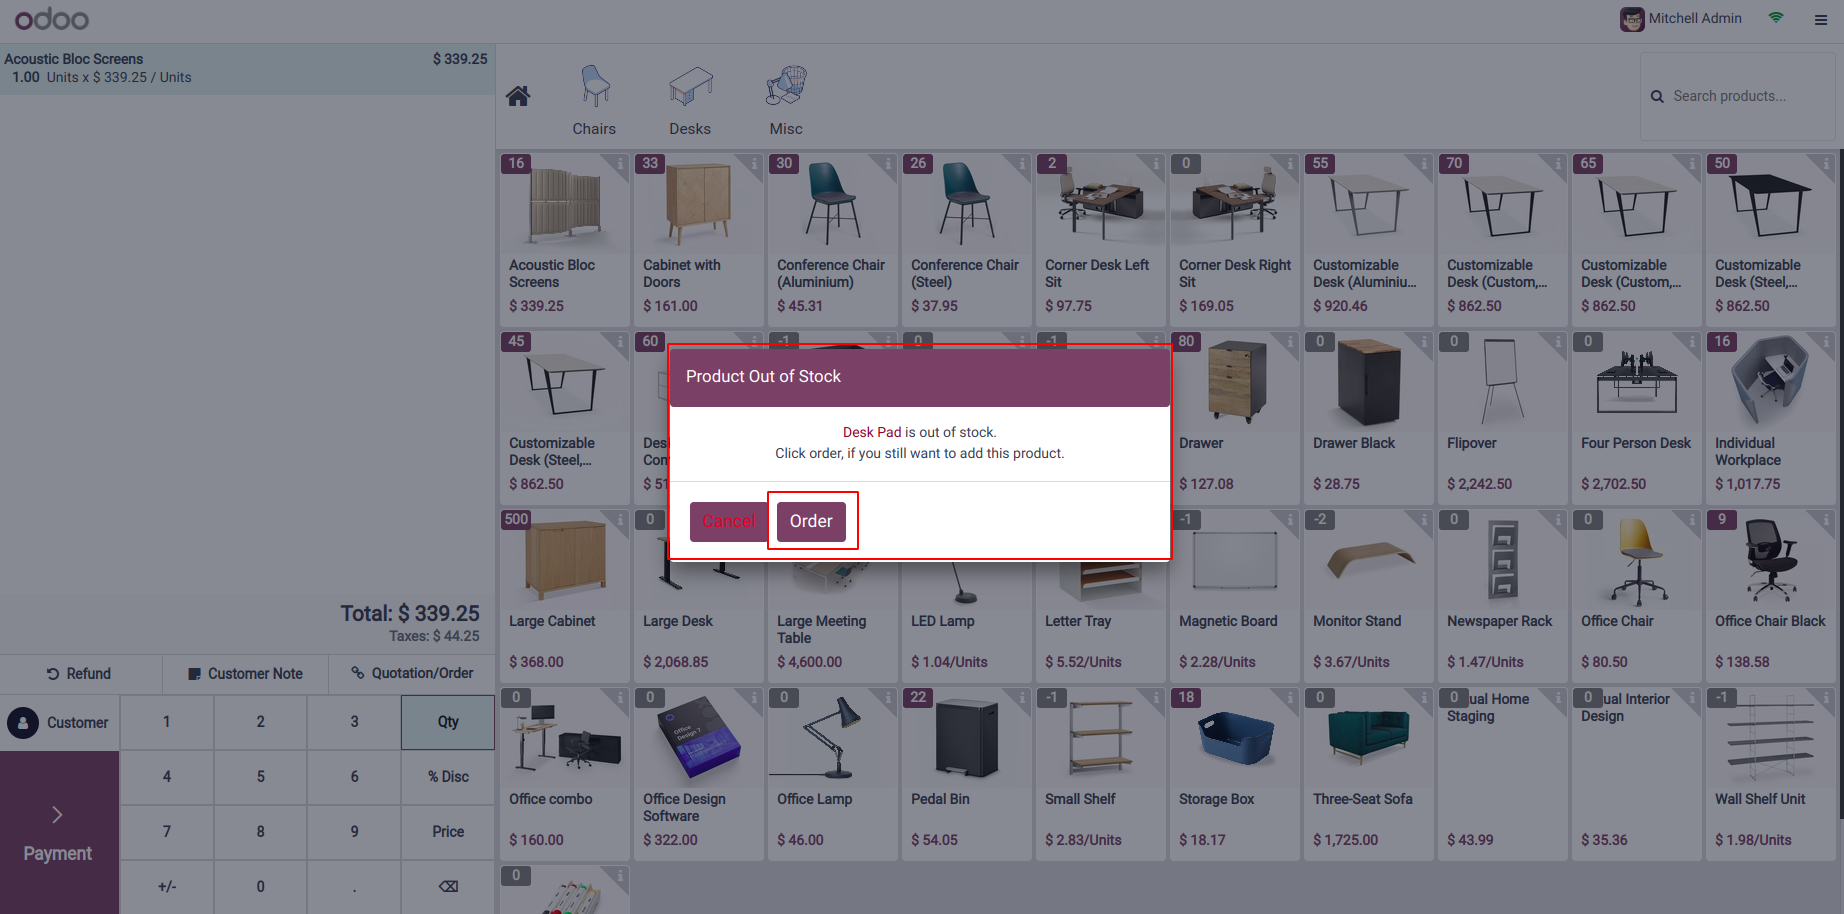 odoo
Mitchell Admin
Acoustic Bloc Screens $ 339.25
1.00 Units x $ 339.25 / Units
Chairs
Desks
Misc
Search products...
16
33
30
26
2
0
55
70
65
50
Acoustic Bloc
Screens
$ 339.25
Cabinet with
Doors
$ 161.00
Conference Chair
(Aluminium)
$ 45.31
Conference Chair
(Steel)
$ 37.95
Corner Desk Left
Sit
$ 97.75
Corner Desk Right
Sit
$ 169.05
Customizable
Desk (Aluminiu...
$ 920.46
Customizable
Desk (Custom,...
$ 862.50
Customizable
Desk (Custom,...
$ 862.50
Customizable
Desk (Steel,...
$ 862.50
45
60
-1
0
-1
80
0
0
0
16
Customizable
Desk (Steel,...
$ 862.50
Product Out of Stock
Desk Pad is out of stock.
Click order, if you still want to add this product.
Cancel
Order
Drawer
$ 127.08
Drawer Black
$ 28.75
Flipover
$ 2,242.50
Four Person Desk
$ 2,702.50
Individual
Workplace
$ 1,017.75
500
0
-1
-2
0
0
9
Large Cabinet
$ 368.00
Large Desk
$ 2,068.85
Large Meeting
Table
$ 4,600.00
LED Lamp
$ 1.04/Units
Letter Tray
$ 5.52/Units
Magnetic Board
$ 2.28/Units
Monitor Stand
$ 3.67/Units
Newspaper Rack
$ 1.47/Units
Office Chair
$ 80.50
Office Chair Black
$ 138.58
0
0
0
22
-1
18
0
0
0
-1
Office combo
$ 160.00
Office Design
Software
$ 322.00
Office Lamp
$ 46.00
Pedal Bin
$ 54.05
Small Shelf
$ 2.83/Units
Storage Box
$ 18.17
Three-Seat Sofa
$ 1,725.00
ual Home
Staging
$ 43.99
ual Interior
Design
$ 35.36
Wall Shelf Unit
$ 1.98/Units
0
Total: $ 339.25
Taxes: $ 44.25
Refund
Customer Note
Quotation/Order
Customer
1 2 3 Qty
4 5 6 % Disc
7 8 9 Price
+/- 0 .
Payment